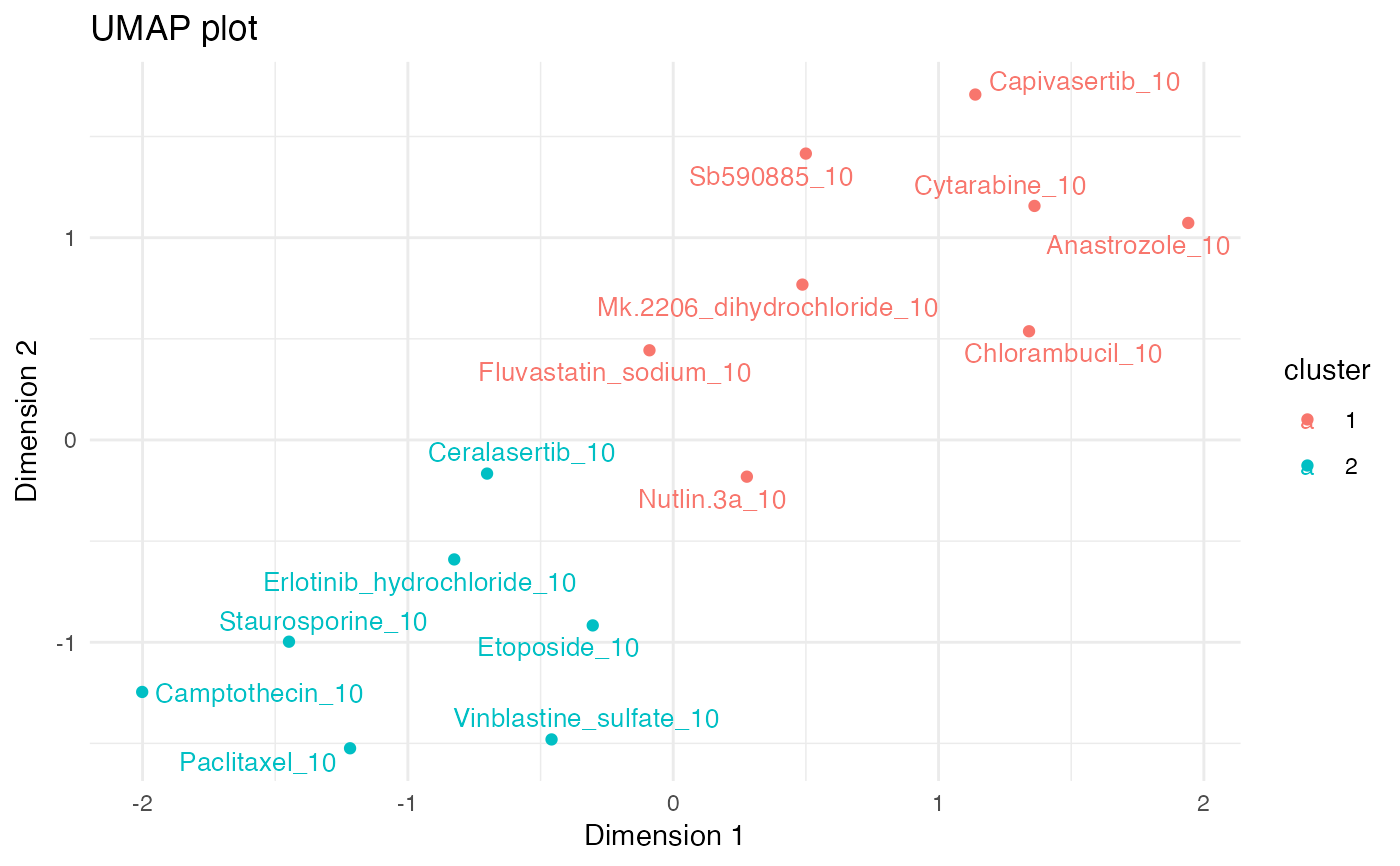 UMAP plot
Capivasertib_10
Sb590885_10
Cytarabine_10
Anastrozole_10
Mk.2206_dihydrochloride_10
Chlorambucil_10
Fluvastatin_sodium_10
Ceralasertib_10
Nutlin.3a_10
Erlotinib_hydrochloride_10
Staurosporine_10
Etoposide_10
Camptothecin_10
Vinblastine_sulfate_10
Paclitaxel_10
1
0
-1
Dimension 2
-2
-1
0
1
2
Dimension 1
cluster
a 1
a 2